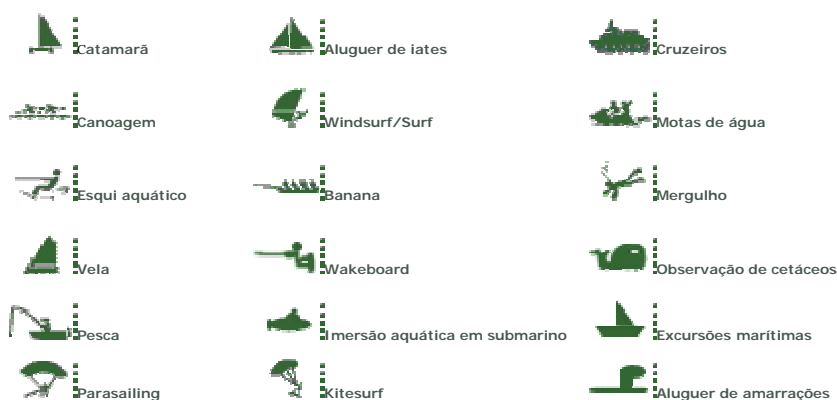 Catamarã
Aluguer de iates
Cruzeiros
Canoagem
Windsurf/Surf
Motas de água
Esqui aquático
Banana
Mergulho
Vela
Wakeboard
Observação de cetáceos
Pesca
Imersão aquática em submarino
Excursões marítimas
Parasailing
Kitesurf
Aluguer de amarrações